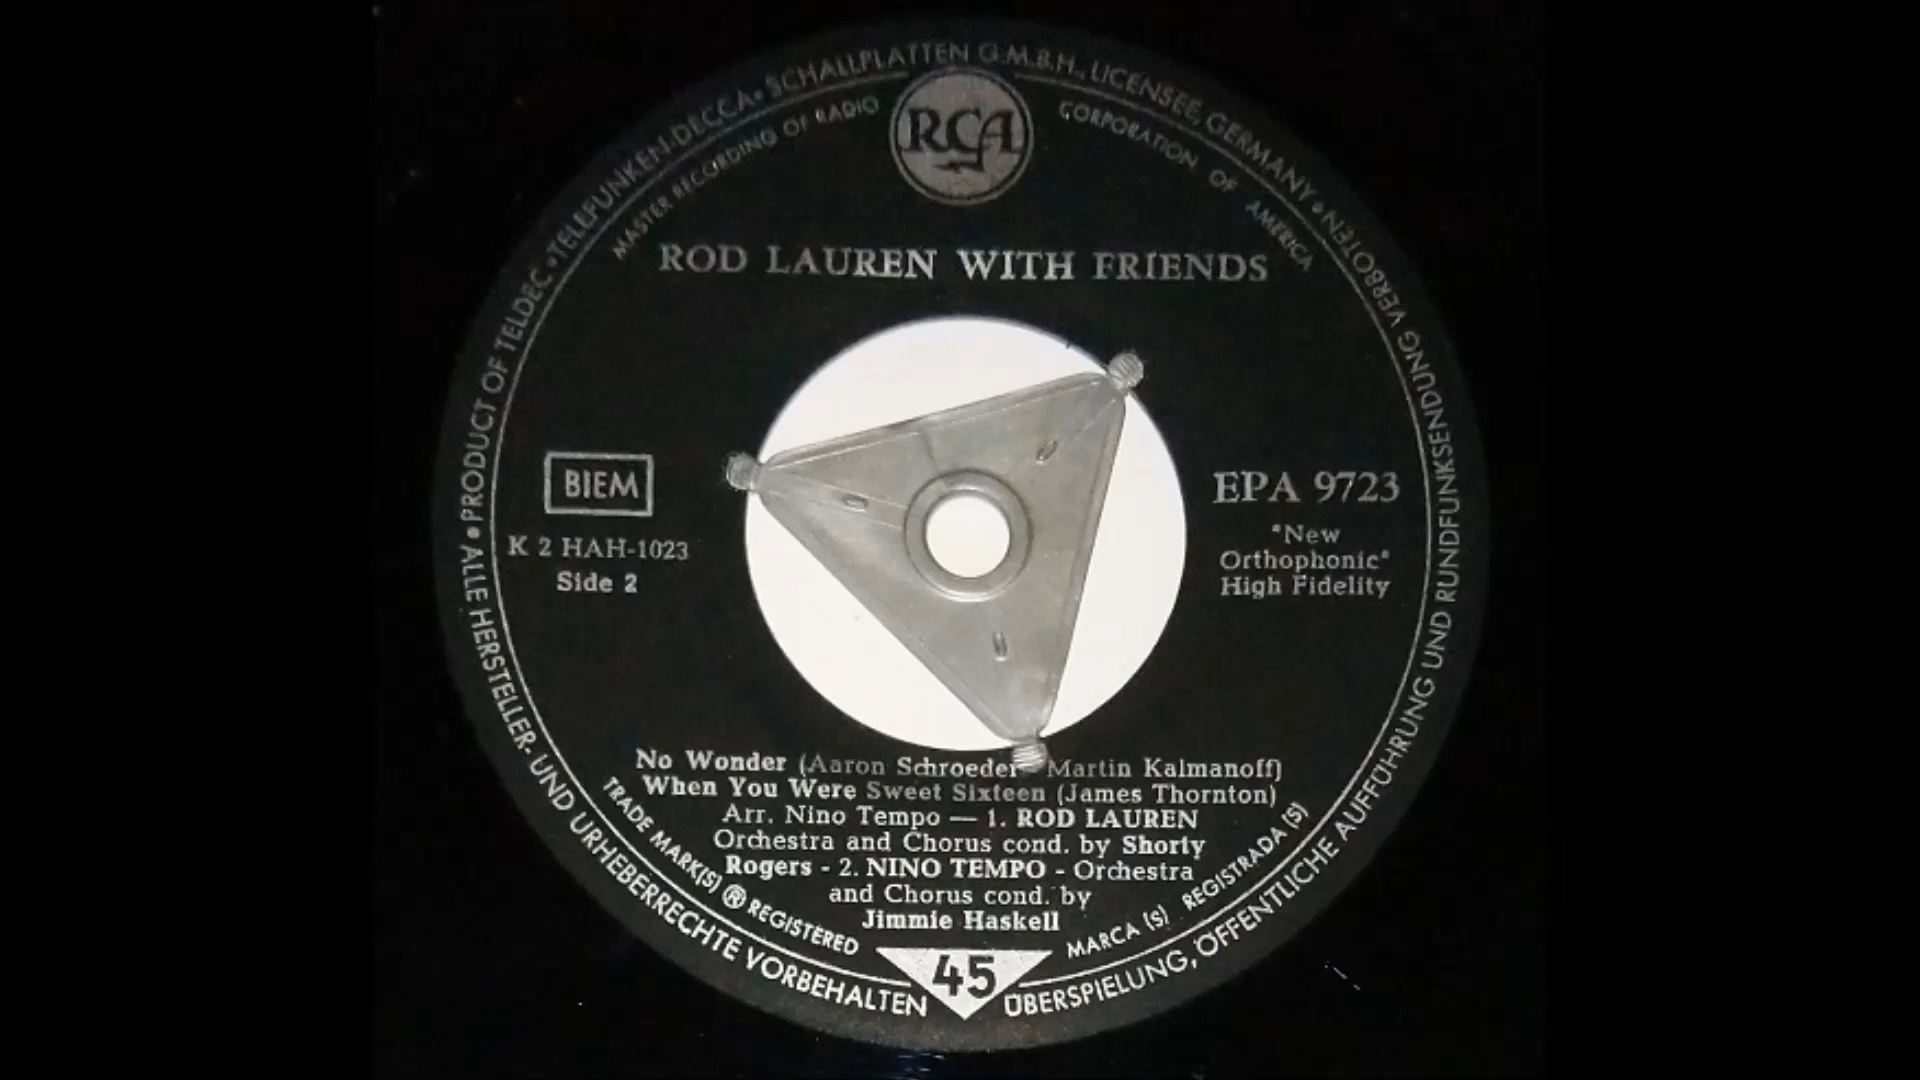 PRODUCT OF TELDEC • TELEFUNKEN-DECCA • SCHALLPLATTEN G.M.B.H., LICENSEE, GERMANY •
VERBOTEN
MASTER RECORDING OF RADIO CORPORATION OF AMERICA
RCA
ROD LAUREN WITH FRIENDS
BIEM
K 2 HAH-1023
Side 2
EPA 9723
"New
Orthophonic"
High Fidelity
No Wonder (Aaron Schroeder - Martin Kalmanoff)
When You Were Sweet Sixteen (James Thornton)
Arr. Nino Tempo — 1. ROD LAUREN
Orchestra and Chorus cond. by Shorty
Rogers - 2. NINO TEMPO - Orchestra
and Chorus cond. by
Jimmie Haskell
TRADE MARK(S) ® REGISTERED
MARCA (S) REGISTRADA (S)
45
• ALLE HERSTELLER- UND URHEBERRECHTE VORBEHALTEN
ÜBERSPIELUNG, ÖFFENTLICHE AUFFÜHRUNG UND RUNDFUNKSENDUNG